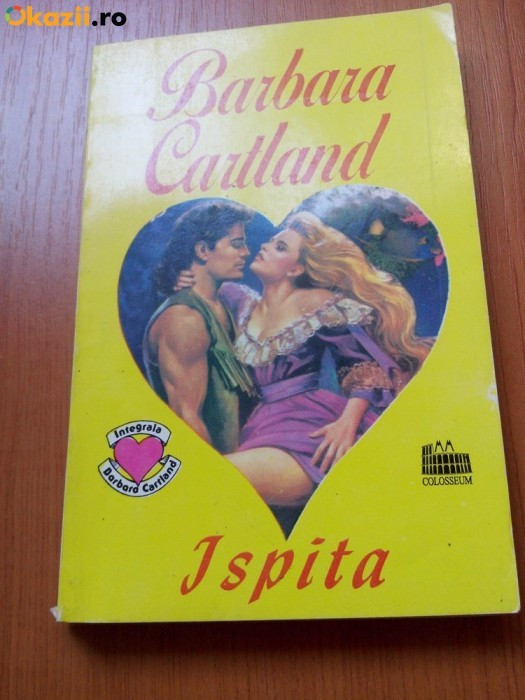 Okazii.ro
Barbara
Cartland
Integrala
Barbara Cartland
COLOSSEUM
Ispita